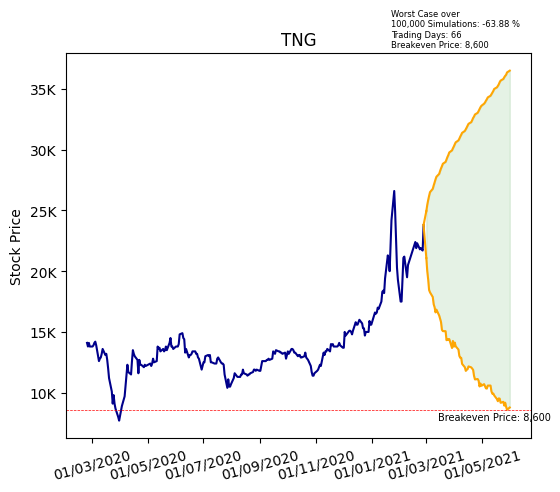 Worst Case over
100,000 Simulations: -63.88 %
Trading Days: 66
Breakeven Price: 8,600
TNG
Stock Price
35K
30K
25K
20K
15K
10K
Breakeven Price: 8,600
01/03/2020
01/05/2020
01/07/2020
01/09/2020
01/11/2020
01/01/2021
01/03/2021
01/05/2021